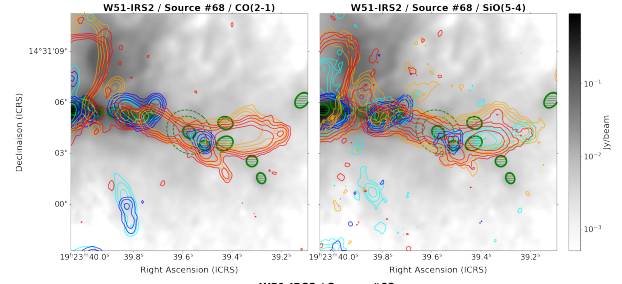 W51-IRS2 / Source #68 / CO(2-1)
W51-IRS2 / Source #68 / SiO(5-4)
14°31'09"
06"
03"
00"
Declinaison (ICRS)
19ʰ23ᵐ40.0ˢ
39.8ˢ
39.6ˢ
39.4ˢ
39.2ˢ
19ʰ23ᵐ40.0ˢ
39.8ˢ
39.6ˢ
39.4ˢ
39.2ˢ
Right Ascension (ICRS)
Right Ascension (ICRS)
10⁻¹
10⁻²
10⁻³
Jy/beam